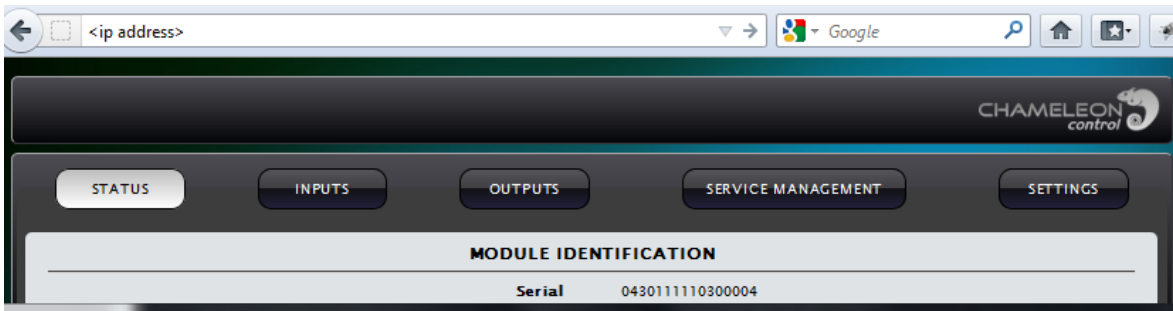 <ip address>
Google
CHAMELEON
control
STATUS INPUTS OUTPUTS SERVICE MANAGEMENT SETTINGS
MODULE IDENTIFICATION
Serial 0430111110300004